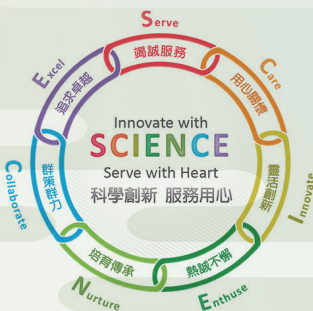 Serve
竭誠服務
Care
用心關懷
Innovate
靈活創新
Enthuse
熱誠不懈
Nurture
培育傳承
Collaborate
群策群力
Excel
追求卓越
Innovate with
SCIENCE
Serve with Heart
科學創新 服務用心